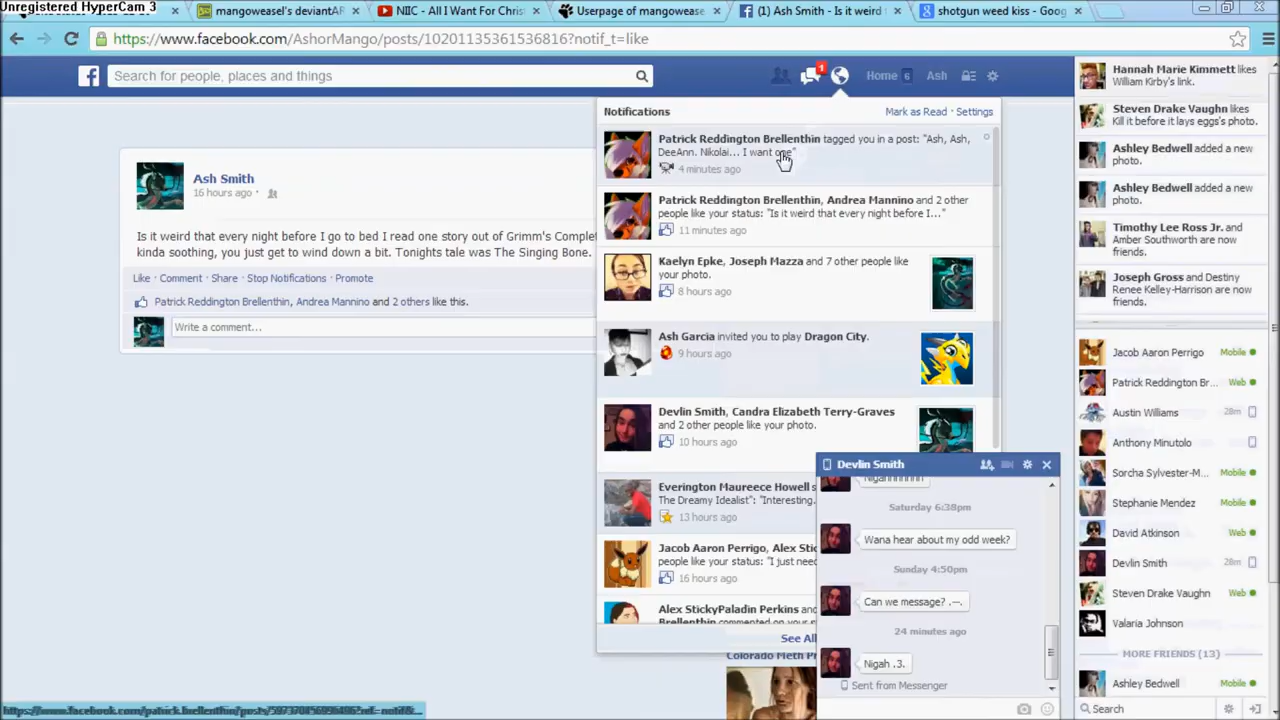 Unregistered HyperCam 3
mangoweasel's deviantAR
NIIC - All I Want For Chris
Userpage of mangowease
(1) Ash Smith - Is it weird
shotgun weed kiss - Goog
https://www.facebook.com/AshorMango/posts/10201135361536816?notif_t=like
Search for people, places and things
1
Home 6
Ash
Notifications
Mark as Read · Settings
Patrick Reddington Brellenthin tagged you in a post: "Ash, Ash,
DeeAnn. Nikolai... I want one"
4 minutes ago
Patrick Reddington Brellenthin, Andrea Mannino and 2 other
people like your status: "Is it weird that every night before I..."
11 minutes ago
Kaelyn Epke, Joseph Mazza and 7 other people like
your photo.
8 hours ago
Ash Garcia invited you to play Dragon City.
9 hours ago
Devlin Smith, Candra Elizabeth Terry-Graves
and 2 other people like your photo.
10 hours ago
Everington Maureece Howell s
The Dreamy Idealist": "Interesting.
13 hours ago
Jacob Aaron Perrigo, Alex Stick
people like your status: "I just need
16 hours ago
Alex StickyPaladin Perkins and
Brellenthin commented on your
See All
Colorado Meth Pr
Ash Smith
16 hours ago ·
Is it weird that every night before I go to bed I read one story out of Grimm's Comple
kinda soothing, you just get to wind down a bit. Tonights tale was The Singing Bone.
Like · Comment · Share · Stop Notifications · Promote
Patrick Reddington Brellenthin, Andrea Mannino and 2 others like this.
Write a comment...
Devlin Smith
Saturday 6:38pm
Wana hear about my odd week?
Sunday 4:50pm
Can we message? .~.
24 minutes ago
Nigah .3.
Sent from Messenger
Hannah Marie Kimmett likes
William Kirby's link.
Steven Drake Vaughn likes
Kill it before it lays eggs's photo.
Ashley Bedwell added a new
photo.
Ashley Bedwell added a new
photo.
Timothy Lee Ross Jr. and
Amber Southworth are now
friends.
Joseph Gross and Destiny
Renee Kelley-Harrison are now
friends.
Jacob Aaron Perrigo Mobile
Patrick Reddington Br... Web
Austin Williams 28m
Anthony Minutolo
Sorcha Sylvester-M... Mobile
Stephanie Mendez Mobile
David Atkinson Web
Devlin Smith 28m
Steven Drake Vaughn Web
Valaria Johnson
MORE FRIENDS (13)
Ashley Bedwell Mobile
Search